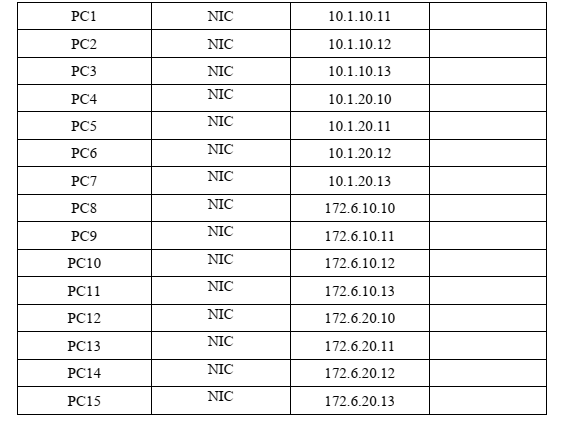 PC1 NIC 10.1.10.11
PC2 NIC 10.1.10.12
PC3 NIC 10.1.10.13
PC4 NIC 10.1.20.10
PC5 NIC 10.1.20.11
PC6 NIC 10.1.20.12
PC7 NIC 10.1.20.13
PC8 NIC 172.6.10.10
PC9 NIC 172.6.10.11
PC10 NIC 172.6.10.12
PC11 NIC 172.6.10.13
PC12 NIC 172.6.20.10
PC13 NIC 172.6.20.11
PC14 NIC 172.6.20.12
PC15 NIC 172.6.20.13